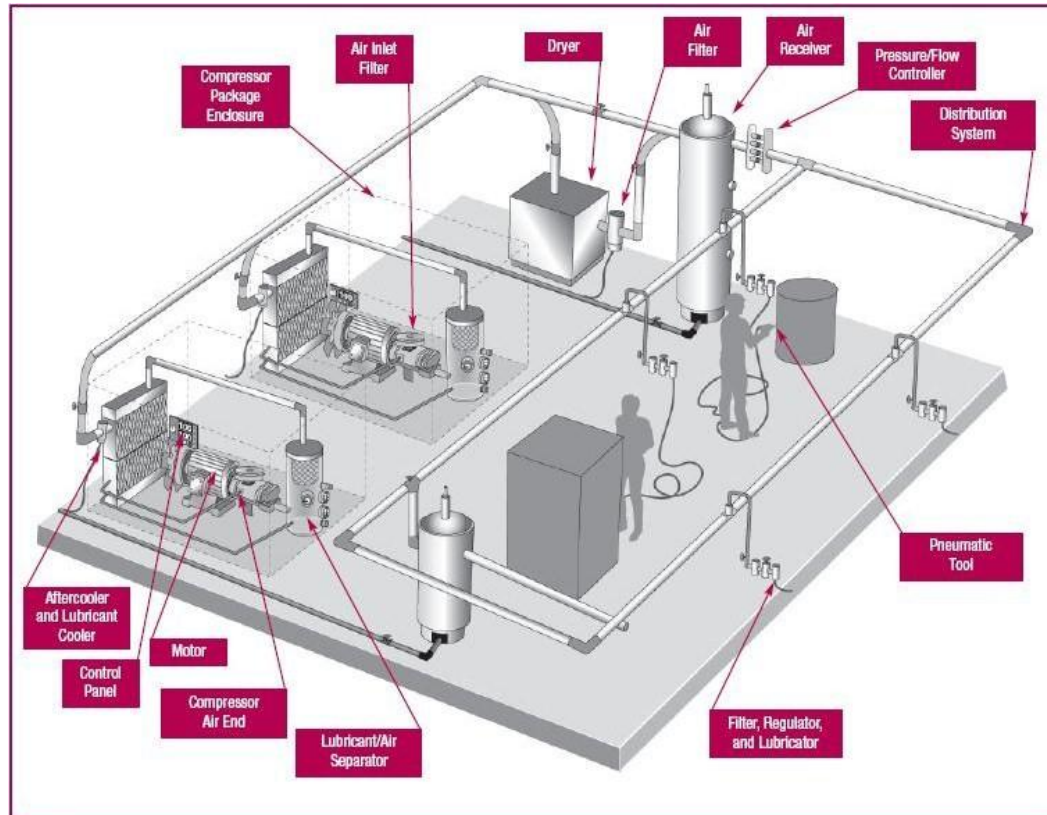 Air Inlet
Filter
Dryer
Air
Filter
Air
Receiver
Pressure/Flow
Controller
Compressor
Package
Enclosure
Distribution
System
Aftercooler
and Lubricant
Cooler
Control
Panel
Motor
Compressor
Air End
Lubricant/Air
Separator
Pneumatic
Tool
Filter, Regulator,
and Lubricator